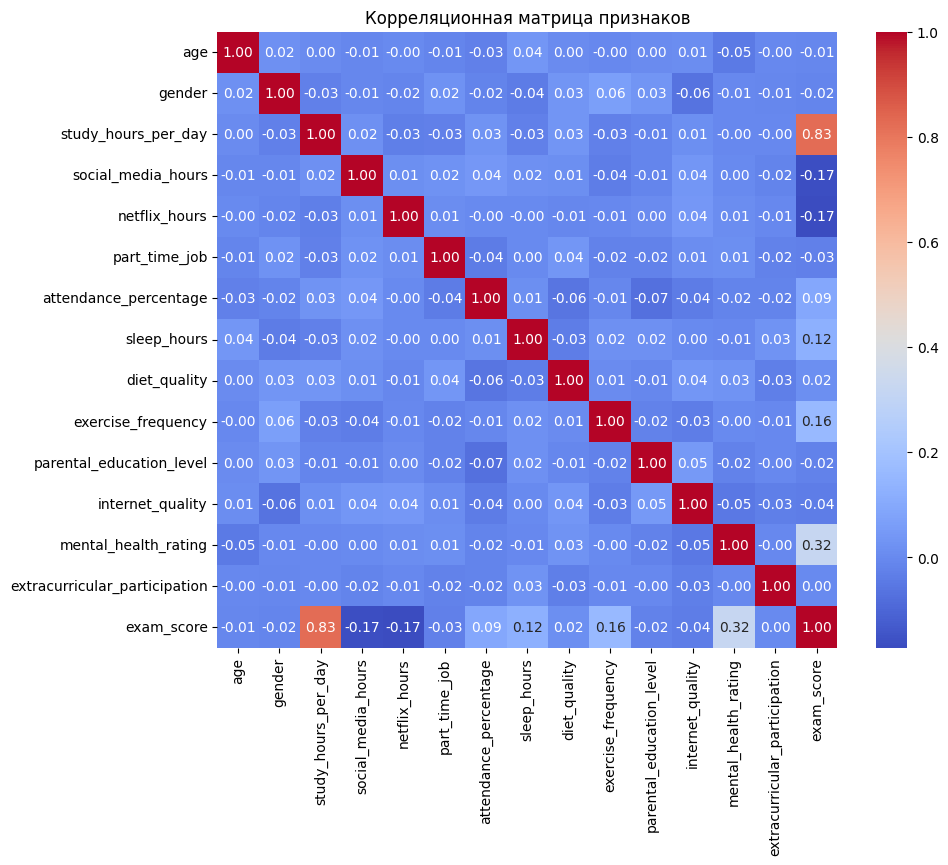 Корреляционная матрица признаков
age 1.00 0.02 0.00 -0.01 -0.00 -0.01 -0.03 0.04 0.00 -0.00 0.00 0.01 -0.05 -0.00 -0.01
gender 0.02 1.00 -0.03 -0.01 -0.02 0.02 -0.02 -0.04 0.03 0.06 0.03 -0.06 -0.01 -0.01 -0.02
study_hours_per_day 0.00 -0.03 1.00 0.02 -0.03 -0.03 0.03 -0.03 0.03 -0.03 -0.01 0.01 -0.00 -0.00 0.83
social_media_hours -0.01 -0.01 0.02 1.00 0.01 0.02 0.04 0.02 0.01 -0.04 -0.01 0.04 0.00 -0.02 -0.17
netflix_hours -0.00 -0.02 -0.03 0.01 1.00 0.01 -0.00 -0.00 -0.01 -0.01 0.00 0.04 0.01 -0.01 -0.17
part_time_job -0.01 0.02 -0.03 0.02 0.01 1.00 -0.04 0.00 0.04 -0.02 -0.02 0.01 0.01 -0.02 -0.03
attendance_percentage -0.03 -0.02 0.03 0.04 -0.00 -0.04 1.00 0.01 -0.06 -0.01 -0.07 -0.04 -0.02 -0.02 0.09
sleep_hours 0.04 -0.04 -0.03 0.02 -0.00 0.00 0.01 1.00 -0.03 0.02 0.02 0.00 -0.01 0.03 0.12
diet_quality 0.00 0.03 0.03 0.01 -0.01 0.04 -0.06 -0.03 1.00 0.01 -0.01 0.04 0.03 -0.03 0.02
exercise_frequency -0.00 0.06 -0.03 -0.04 -0.01 -0.02 -0.01 0.02 0.01 1.00 -0.02 -0.03 -0.00 -0.01 0.16
parental_education_level 0.00 0.03 -0.01 -0.01 0.00 -0.02 -0.07 0.02 -0.01 -0.02 1.00 0.05 -0.02 -0.00 -0.02
internet_quality 0.01 -0.06 0.01 0.04 0.04 0.01 -0.04 0.00 0.04 -0.03 0.05 1.00 -0.05 -0.03 -0.04
mental_health_rating -0.05 -0.01 -0.00 0.00 0.01 0.01 -0.02 -0.01 0.03 -0.00 -0.02 -0.05 1.00 -0.00 0.32
extracurricular_participation -0.00 -0.01 -0.00 -0.02 -0.01 -0.02 -0.02 0.03 -0.03 -0.01 -0.00 -0.03 -0.00 1.00 0.00
exam_score -0.01 -0.02 0.83 -0.17 -0.17 -0.03 0.09 0.12 0.02 0.16 -0.02 -0.04 0.32 0.00 1.00
age
gender
study_hours_per_day
social_media_hours
netflix_hours
part_time_job
attendance_percentage
sleep_hours
diet_quality
exercise_frequency
parental_education_level
internet_quality
mental_health_rating
extracurricular_participation
exam_score
1.0
0.8
0.6
0.4
0.2
0.0